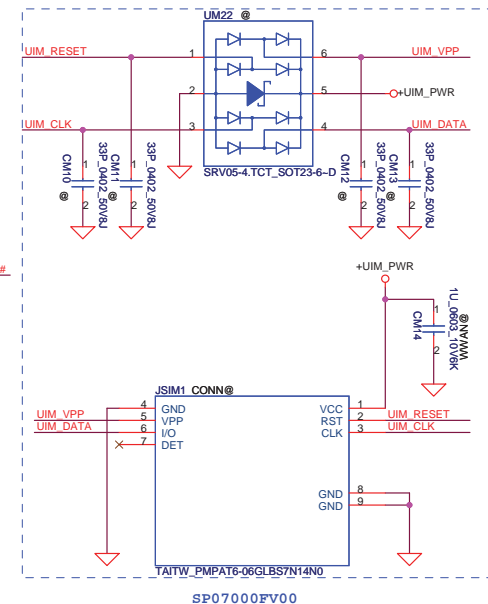 UM22 @
UIM_RESET 1 6 UIM_VPP
2 5 +UIM_PWR
UIM_CLK 3 4 UIM_DATA
SRV05-4.TCT_SOT23-6~D
1 2 CM10 @ 33P_0402_50V8J
1 2 CM11 @ 33P_0402_50V8J
1 2 CM12 @ 33P_0402_50V8J
1 2 CM13 @ 33P_0402_50V8J
#
+UIM_PWR
1 2 CM14 1U_0603_10V6K WWAN@
JSIM1 CONN@
4 GND VCC 1
UIM_VPP 5 VPP RST 2 UIM_RESET
UIM_DATA 6 I/O CLK 3 UIM_CLK
7 DET
GND 8
GND 9
TAITW_PMPAT6-06GLBS7N14N0
SP07000FV00